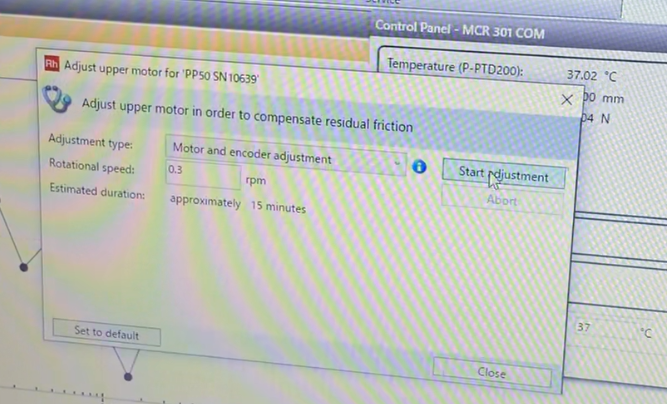 Control Panel - MCR 301 COM
Temperature (P-PTD200): 37.02 °C
Rh Adjust upper motor for 'PP50 SN10639'
00 mm
Adjust upper motor in order to compensate residual friction
04 N
Adjustment type: Motor and encoder adjustment
Start adjustment
Rotational speed: 0.3 rpm
Abort
Estimated duration: approximately 15 minutes
37 °C
Set to default
Close